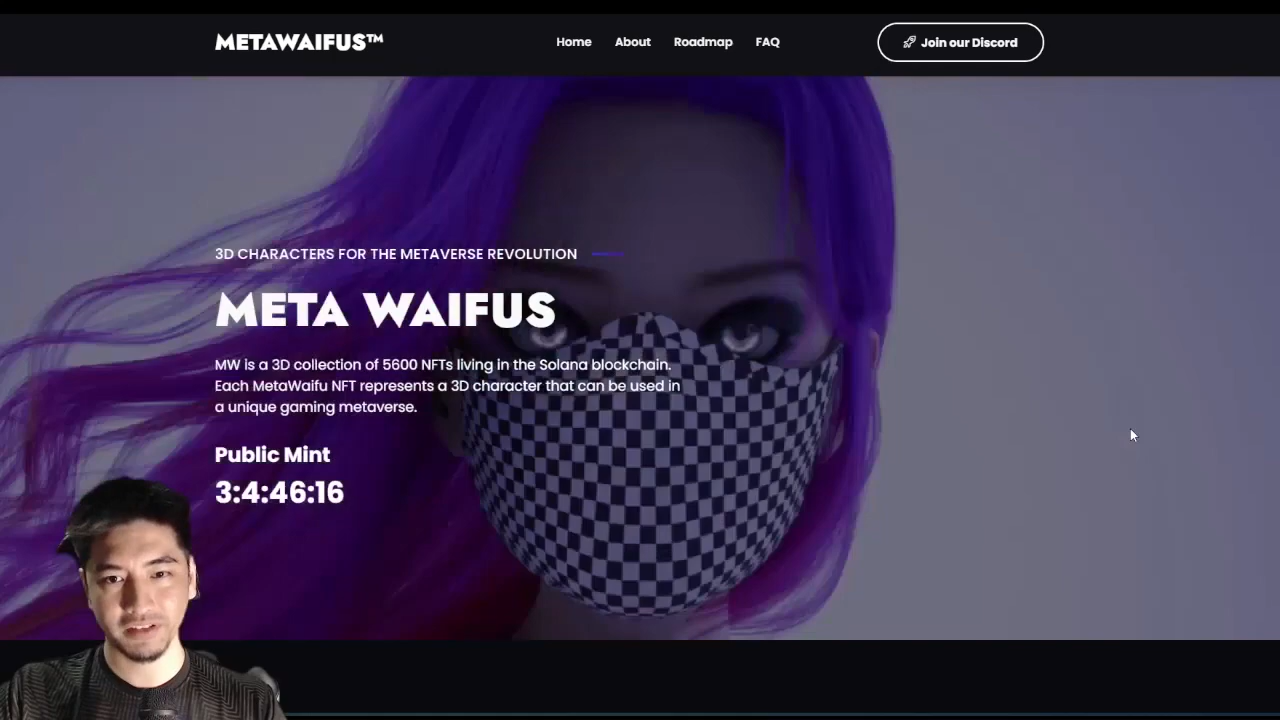 METAWAIFUS™
Home About Roadmap FAQ
Join our Discord
3D CHARACTERS FOR THE METAVERSE REVOLUTION
META WAIFUS
MW is a 3D collection of 5600 NFTs living in the Solana blockchain.
Each MetaWaifu NFT represents a 3D character that can be used in
a unique gaming metaverse.
Public Mint
3:4:46:16